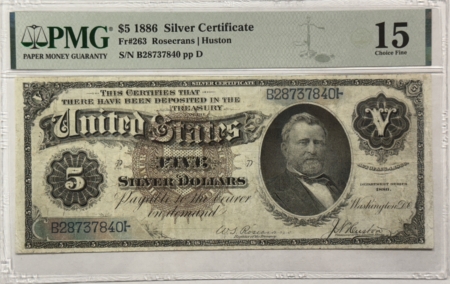 PMG
PAPER MONEY GUARANTY
$5 1886 Silver Certificate
Fr#263 Rosecrans | Huston
S/N B28737840 pp D
15
Choice Fine
SILVER CERTIFICATE
THIS CERTIFIES THAT
THERE HAVE BEEN DEPOSITED IN THE
TREASURY
B28737840
V
United States
D
FIVE
5
SILVER DOLLARS
Payable to the bearer
on demand
Washington, D.C.
B28737840
W.S. Rosecrans
J.N. Huston